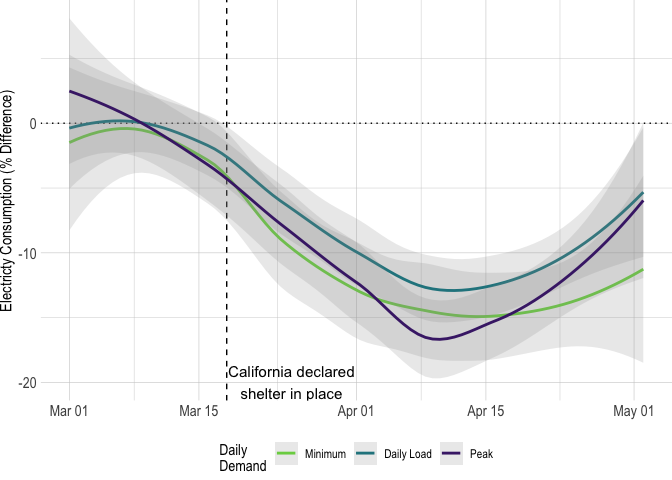 Electricty Consumption (% Difference)
0
-10
-20
California declared
shelter in place
Mar 01 Mar 15 Apr 01 Apr 15 May 01
Daily
Demand
Minimum Daily Load Peak